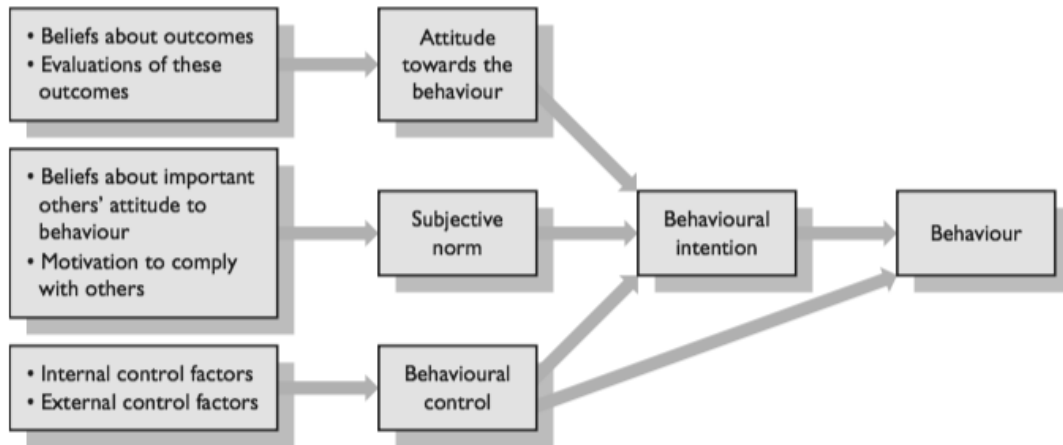 • Beliefs about outcomes
• Evaluations of these
outcomes
Attitude
towards the
behaviour
• Beliefs about important
others’ attitude to
behaviour
• Motivation to comply
with others
Subjective
norm
Behavioural
intention
Behaviour
• Internal control factors
• External control factors
Behavioural
control